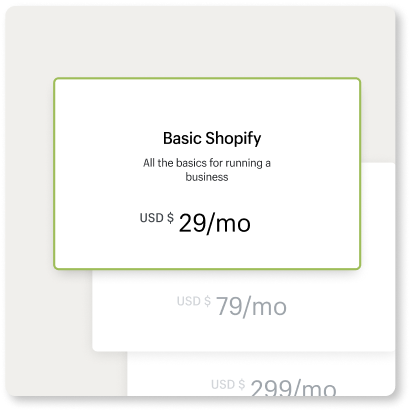 Basic Shopify
All the basics for running a
business
USD $ 29/mo
USD $ 79/mo
USD $ 299/mo